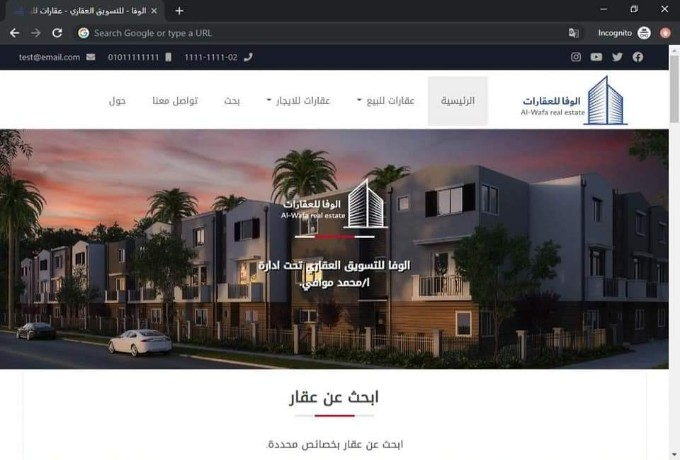 الوفا - للتسويق العقاري - عقارات لل
Search Google or type a URL
Incognito
test@email.com
01011111111
1111-1111-02
الوفا للعقارات
Al-Wafa real estate
الرئيسية
عقارات للبيع
عقارات للايجار
بحث
تواصل معنا
حول
الوفا للعقارات
Al-Wafa real estate
الوفا للتسويق العقاري تحت ادارة
ا/محمد موافي.
ابحث عن عقار
ابحث عن عقار بخصائص محددة.